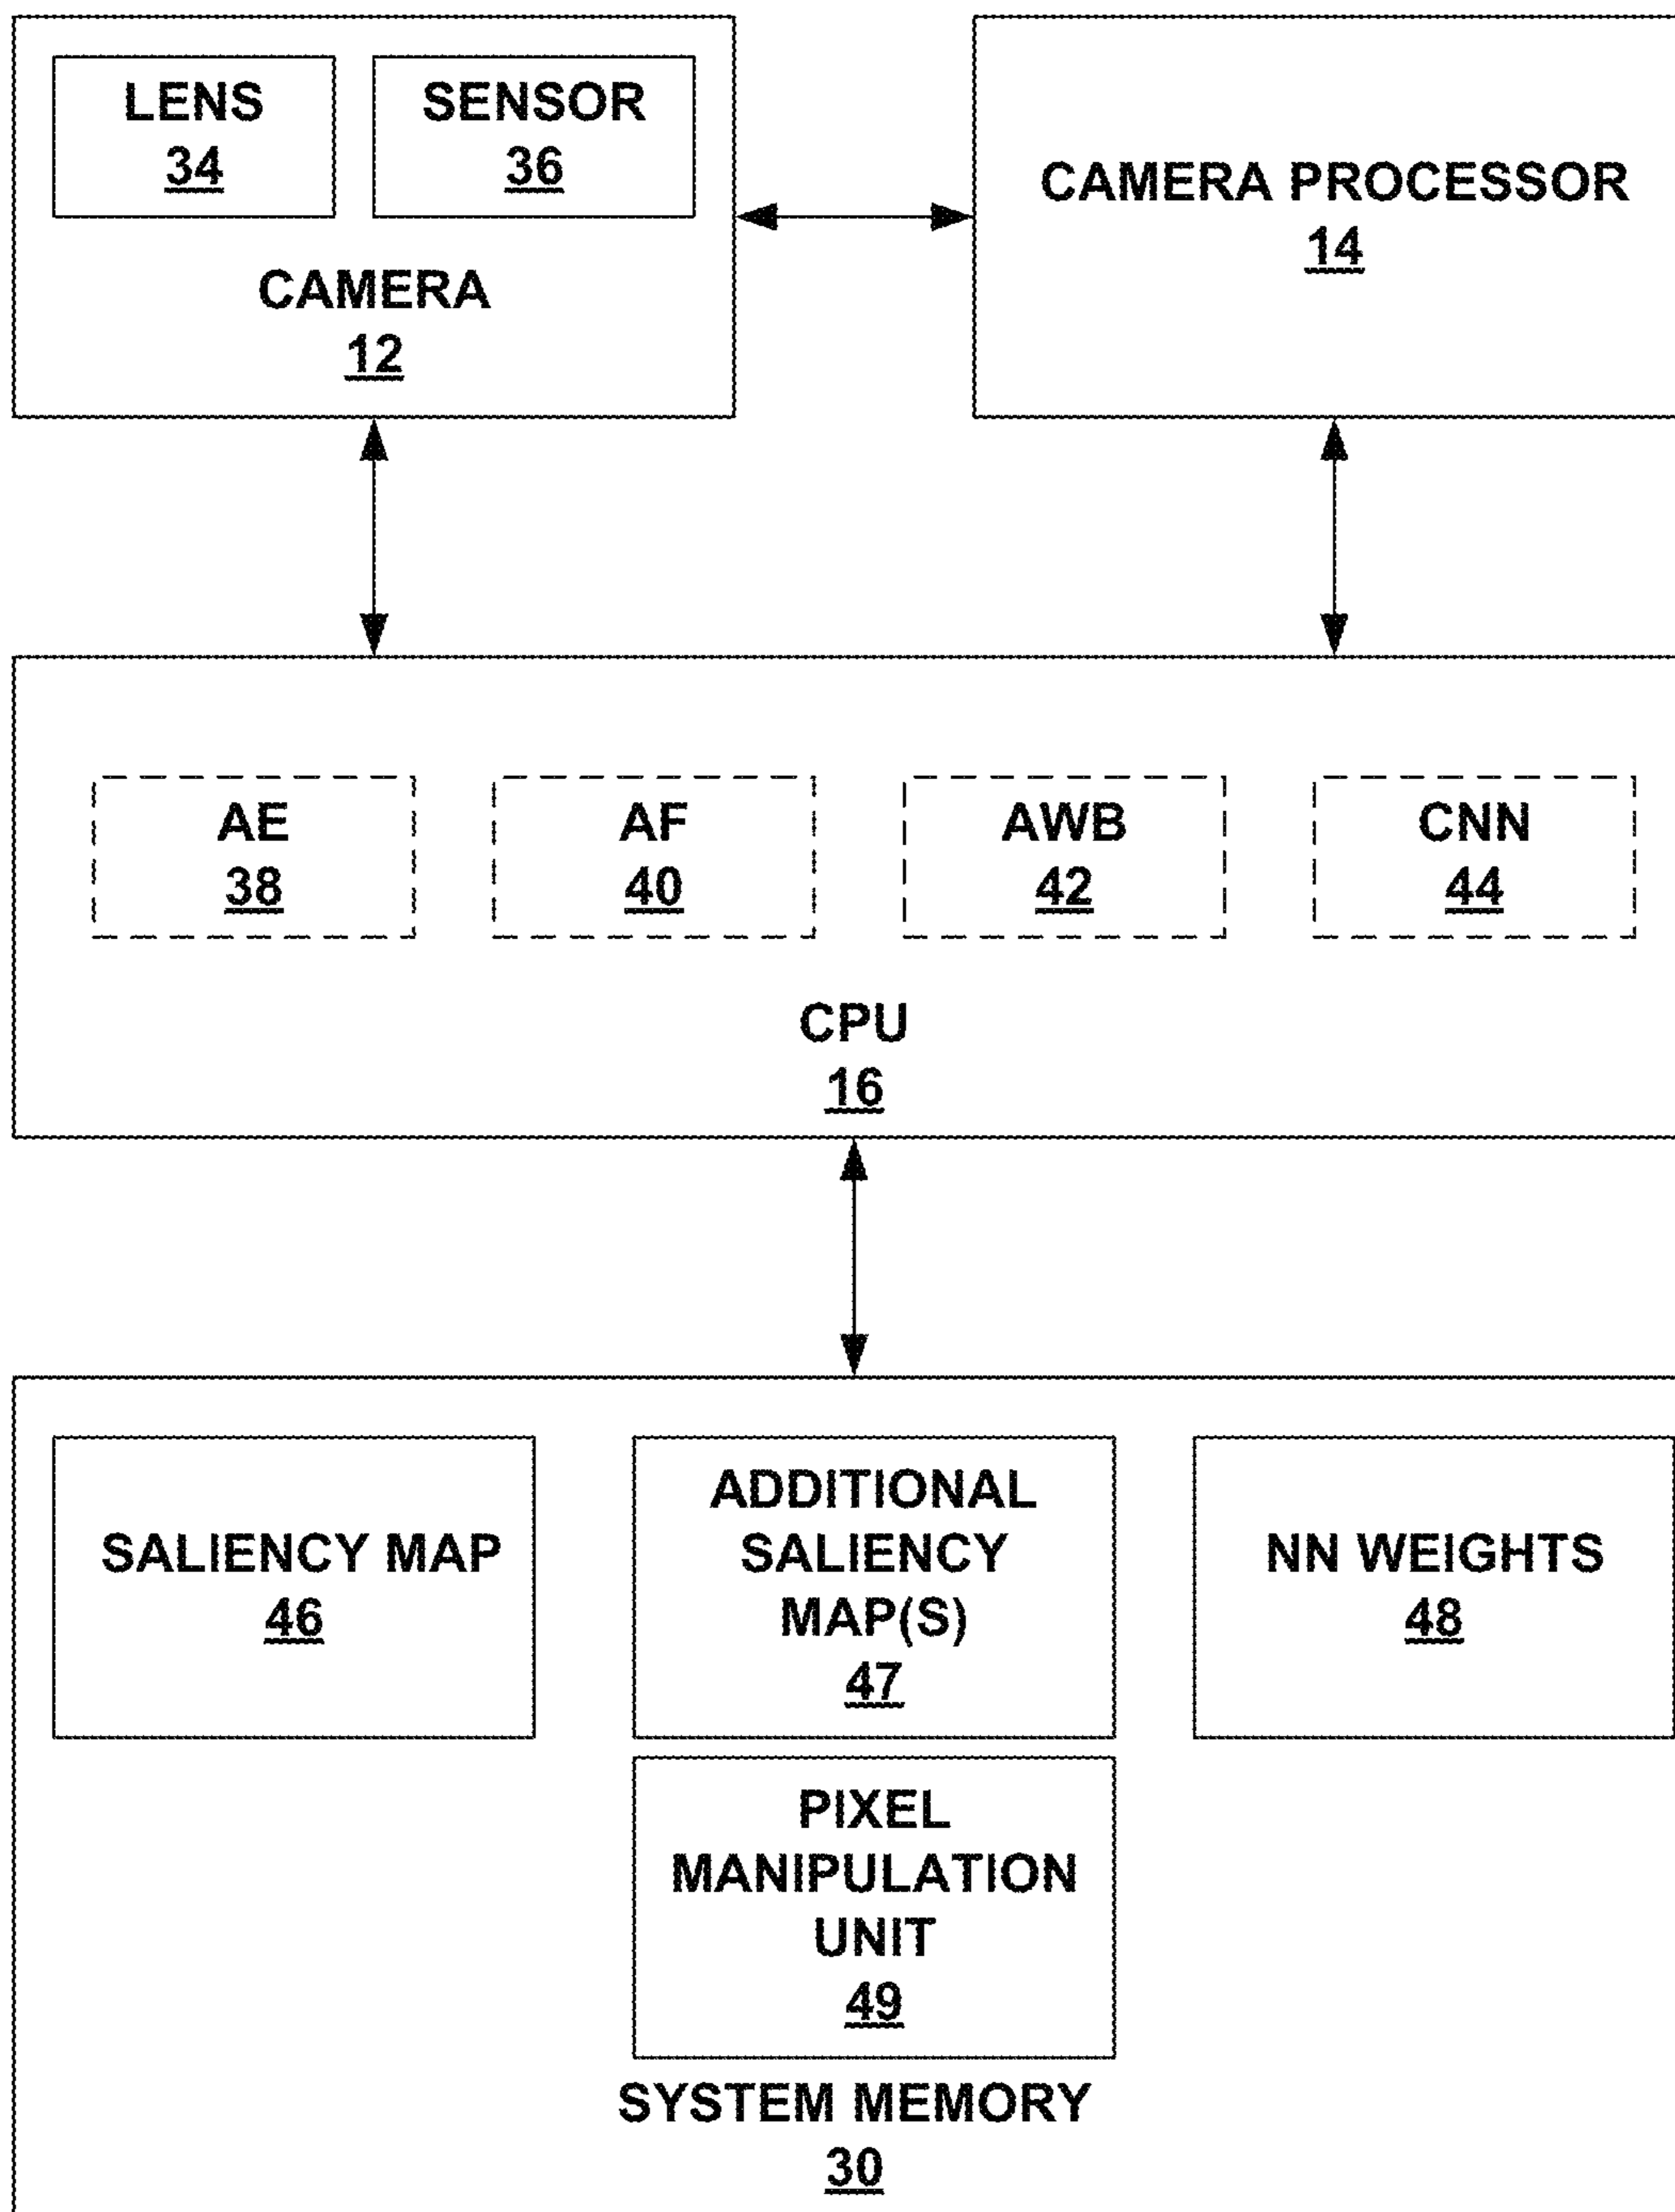 LENS
34
SENSOR
36
CAMERA
12
CAMERA PROCESSOR
14
AE
38
AF
40
AWB
42
CNN
44
CPU
16
SALIENCY MAP
46
ADDITIONAL
SALIENCY
MAP(S)
47
NN WEIGHTS
48
PIXEL
MANIPULATION
UNIT
49
SYSTEM MEMORY
30